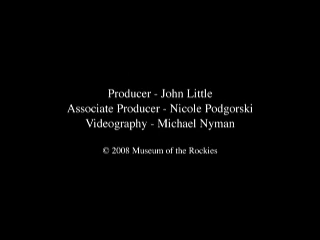 Producer - John Little
Associate Producer - Nicole Podgorski
Videography - Michael Nyman
© 2008 Museum of the Rockies